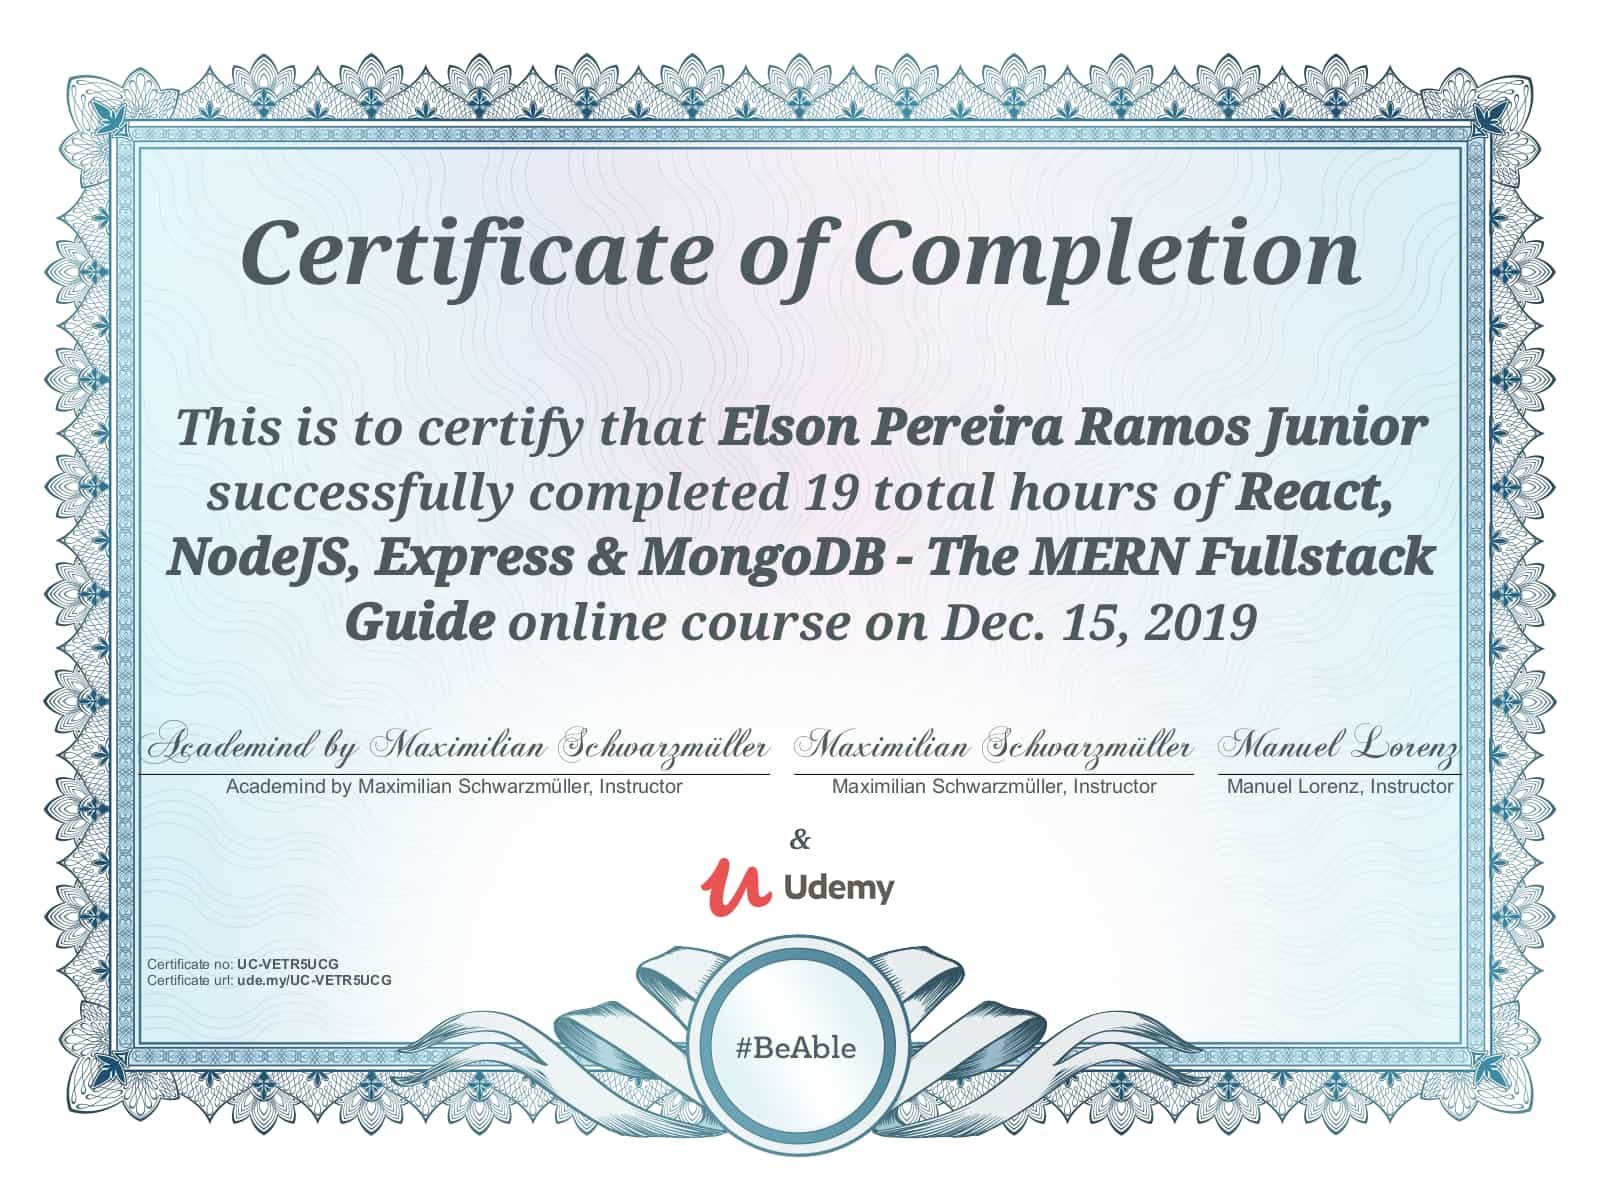 Certificate of Completion
This is to certify that Elson Pereira Ramos Junior
successfully completed 19 total hours of React,
NodeJS, Express & MongoDB - The MERN Fullstack
Guide online course on Dec. 15, 2019
Academind by Maximilian Schwarzmüller Maximilian Schwarzmüller Manuel Lorenz
Academind by Maximilian Schwarzmüller, Instructor Maximilian Schwarzmüller, Instructor Manuel Lorenz, Instructor
&
Udemy
Certificate no: UC-VETR5UCG
Certificate url: ude.my/UC-VETR5UCG
#BeAble